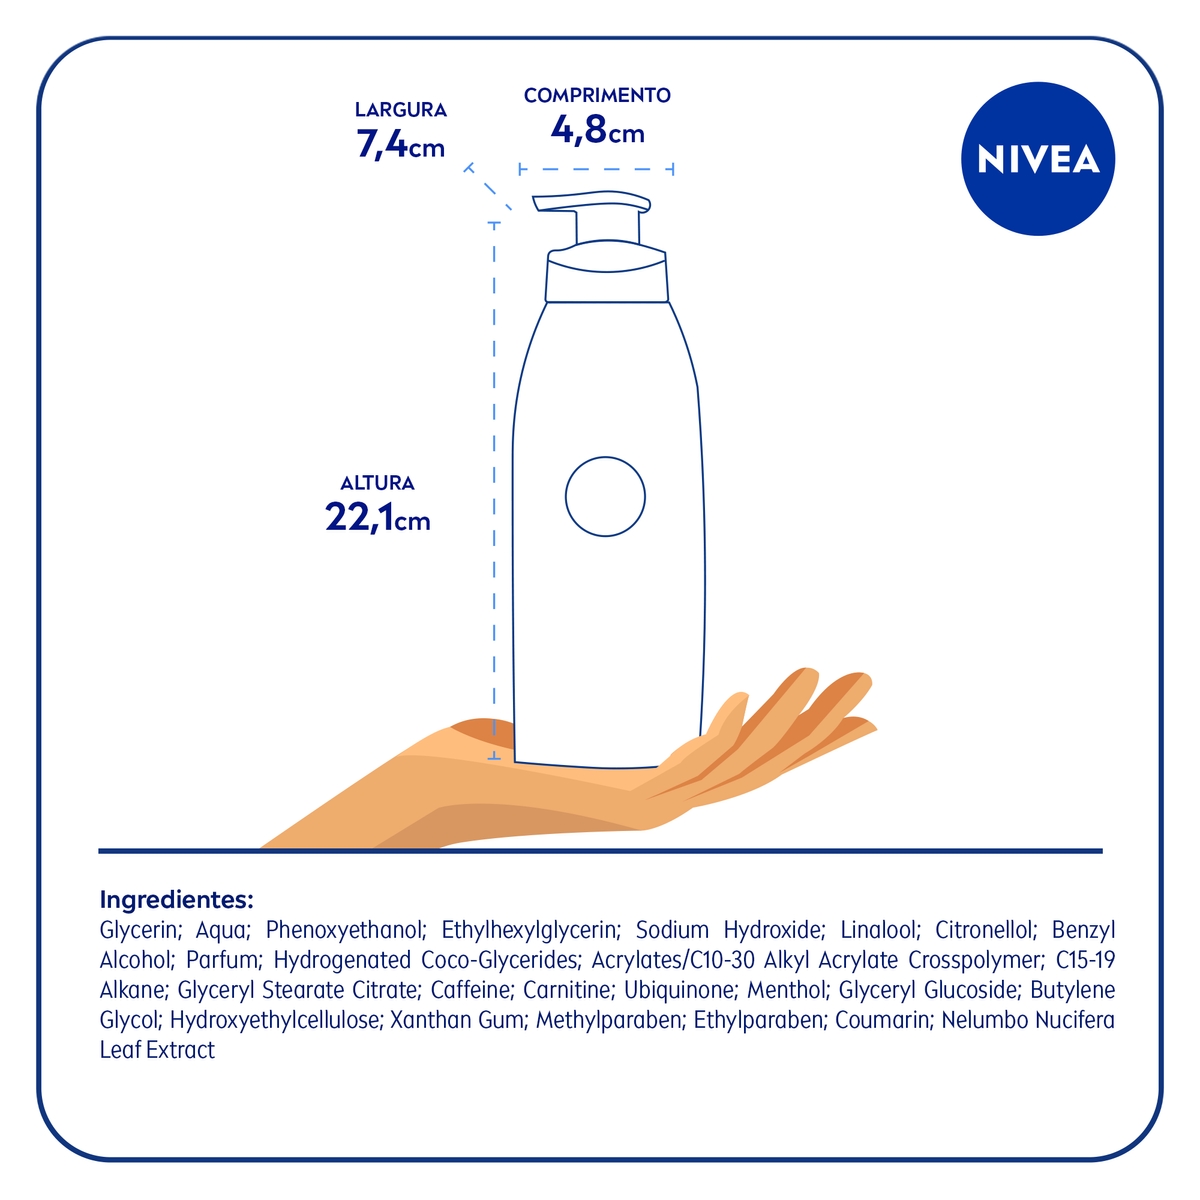 LARGURA
7,4cm
COMPRIMENTO
4,8cm
NIVEA
ALTURA
22,1cm
Ingredientes:
Glycerin; Aqua; Phenoxyethanol; Ethylhexylglycerin; Sodium Hydroxide; Linalool; Citronellol; Benzyl
Alcohol; Parfum; Hydrogenated Coco-Glycerides; Acrylates/C10-30 Alkyl Acrylate Crosspolymer; C15-19
Alkane; Glyceryl Stearate Citrate; Caffeine; Carnitine; Ubiquinone; Menthol; Glyceryl Glucoside; Butylene
Glycol; Hydroxyethylcellulose; Xanthan Gum; Methylparaben; Ethylparaben; Coumarin; Nelumbo Nucifera
Leaf Extract